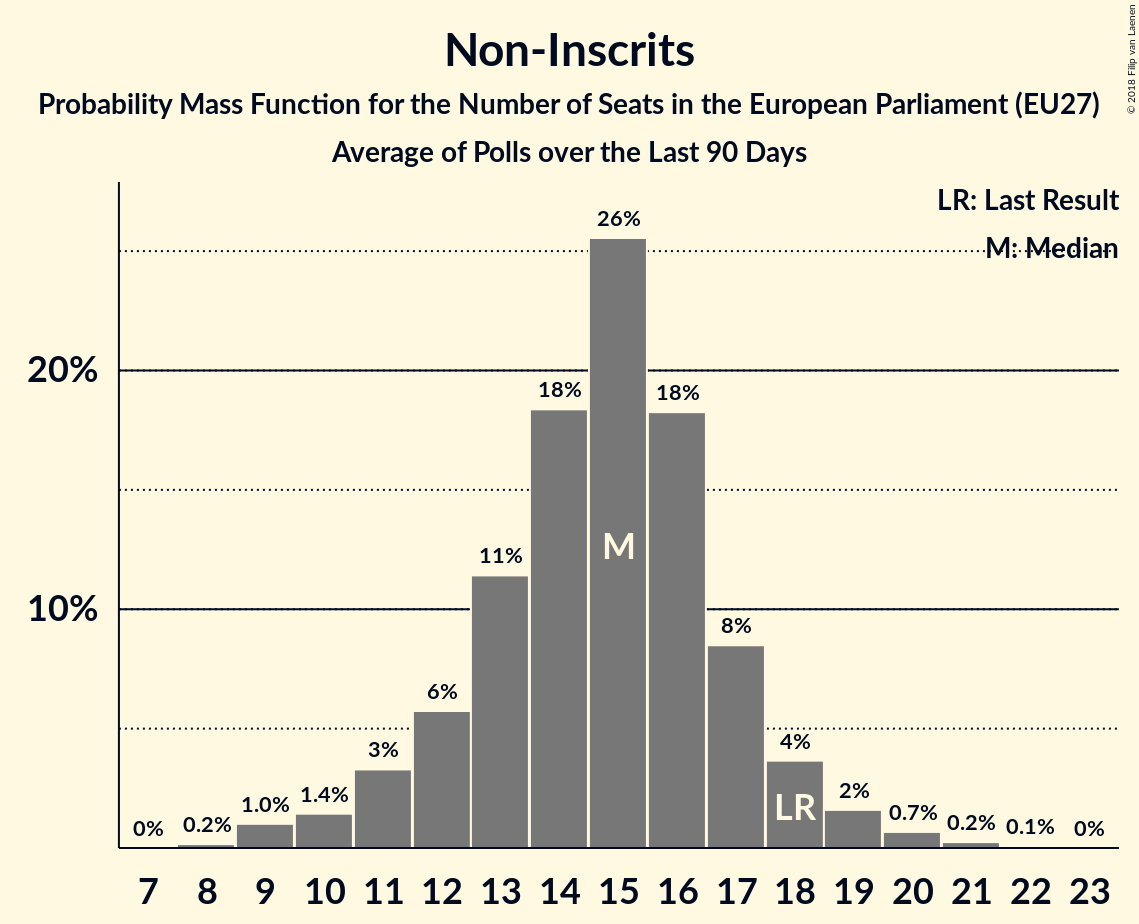 Non-Inscrits
Probability Mass Function for the Number of Seats in the European Parliament (EU27)
Average of Polls over the Last 90 Days
© 2018 Filip van Laenen
LR: Last Result
M: Median
20%
10%
0%
0.2%
1.0%
1.4%
3%
6%
11%
18%
26%
18%
8%
4%
2%
0.7%
0.2%
0.1%
0%
M
LR
7 8 9 10 11 12 13 14 15 16 17 18 19 20 21 22 23